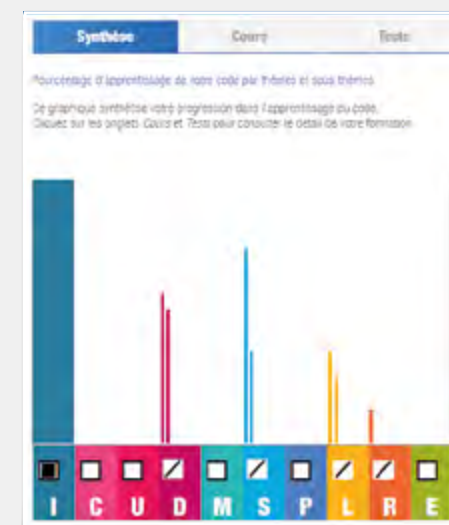 Synthèse Cours Tests
Pourcentage d'apprentissage de votre code par thèmes et sous thèmes
Ce graphique synthétise votre progression dans l'apprentissage du code.
Cliquez sur les onglets Cours et Tests pour consulter le détail de votre formation.
I C U D M S P L R E